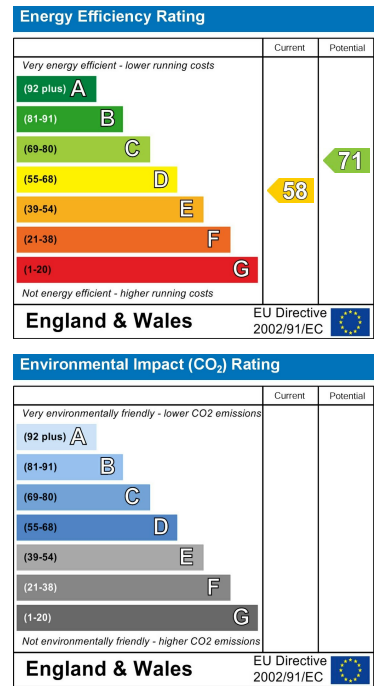 Energy Efficiency Rating
Current Potential
Very energy efficient - lower running costs
(92 plus) A
(81-91) B
(69-80) C
71
(55-68) D
58
(39-54) E
(21-38) F
(1-20) G
Not energy efficient - higher running costs
England & Wales
EU Directive
2002/91/EC
Environmental Impact (CO₂) Rating
Current Potential
Very environmentally friendly - lower CO2 emissions
(92 plus) A
(81-91) B
(69-80) C
(55-68) D
(39-54) E
(21-38) F
(1-20) G
Not environmentally friendly - higher CO2 emissions
England & Wales
EU Directive
2002/91/EC